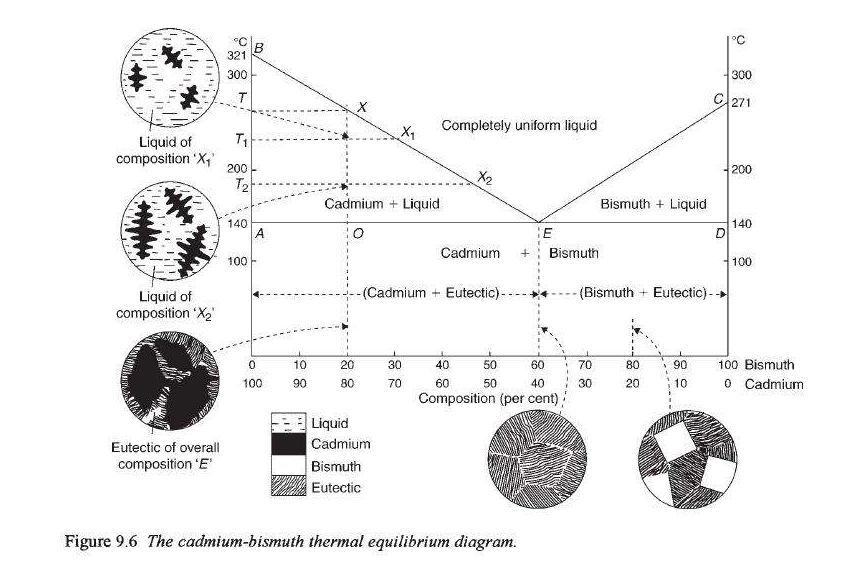 °C
°C
321 B
300
300
T
X
C 271
T1
X1
Completely uniform liquid
Liquid of
composition ‘X1’
200
200
T2
X2
Cadmium + Liquid
Bismuth + Liquid
140
140
A
O
E
D
Cadmium + Bismuth
100
100
Liquid of
composition ‘X2’
(Cadmium + Eutectic)
(Bismuth + Eutectic)
0 10 20 30 40 50 60 70 80 90 100 Bismuth
100 90 80 70 60 50 40 30 20 10 0 Cadmium
Composition (per cent)
Eutectic of overall
composition ‘E’
Liquid
Cadmium
Bismuth
Eutectic
Figure 9.6 The cadmium-bismuth thermal equilibrium diagram.